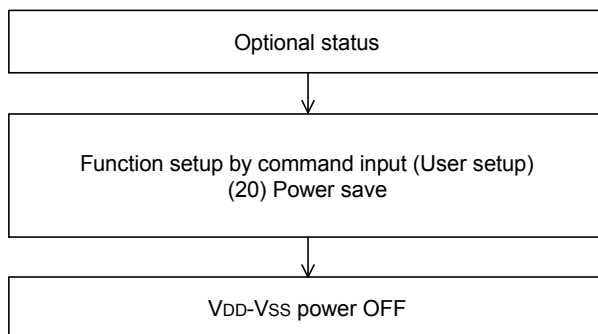 Optional status
Function setup by command input (User setup)
(20) Power save
VDD-VSS power OFF